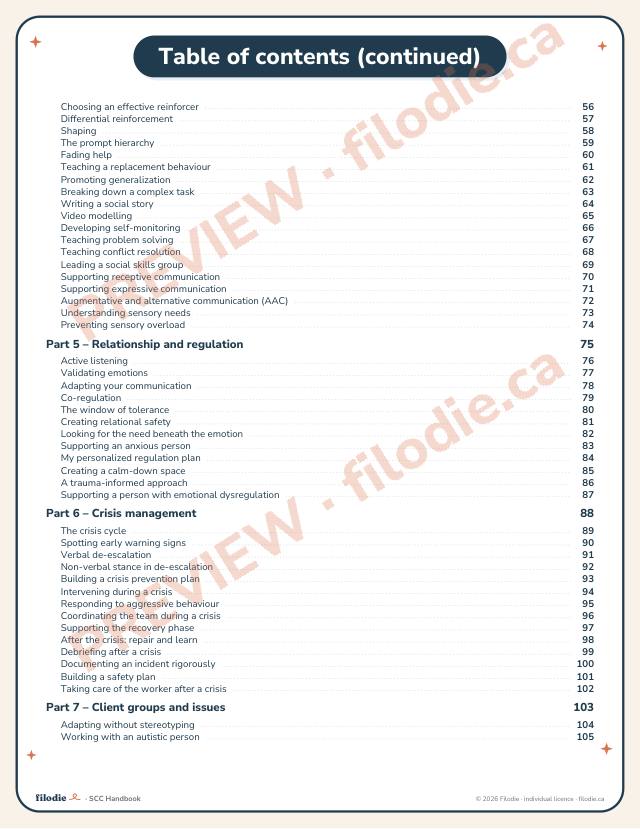 Table of contents (continued)
Choosing an effective reinforcer 56
Differential reinforcement 57
Shaping 58
The prompt hierarchy 59
Fading help 60
Teaching a replacement behaviour 61
Promoting generalization 62
Breaking down a complex task 63
Writing a social story 64
Video modelling 65
Developing self-monitoring 66
Teaching problem solving 67
Teaching conflict resolution 68
Leading a social skills group 69
Supporting receptive communication 70
Supporting expressive communication 71
Augmentative and alternative communication (AAC) 72
Understanding sensory needs 73
Preventing sensory overload 74
Part 5 – Relationship and regulation 75
Active listening 76
Validating emotions 77
Adapting your communication 78
Co-regulation 79
The window of tolerance 80
Creating relational safety 81
Looking for the need beneath the emotion 82
Supporting an anxious person 83
My personalized regulation plan 84
Creating a calm-down space 85
A trauma-informed approach 86
Supporting a person with emotional dysregulation 87
Part 6 – Crisis management 88
The crisis cycle 89
Spotting early warning signs 90
Verbal de-escalation 91
Non-verbal stance in de-escalation 92
Building a crisis prevention plan 93
Intervening during a crisis 94
Responding to aggressive behaviour 95
Coordinating the team during a crisis 96
Supporting the recovery phase 97
After the crisis: repair and learn 98
Debriefing after a crisis 99
Documenting an incident rigorously 100
Building a safety plan 101
Taking care of the worker after a crisis 102
Part 7 – Client groups and issues 103
Adapting without stereotyping 104
Working with an autistic person 105
PREVIEW · filodie.ca
PREVIEW · filodie.ca
filodie · SCC Handbook
© 2026 Filodie · individual licence · filodie.ca